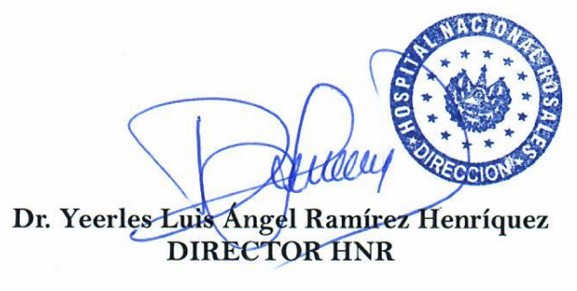 HOSPITAL NACIONAL ROSALES
DIRECCION
Dr. Yeerles Luis Ángel Ramírez Henríquez
DIRECTOR HNR